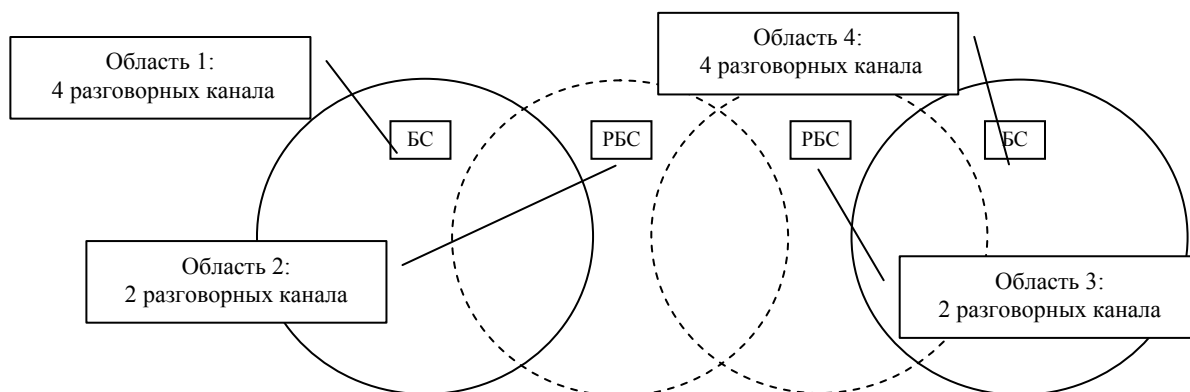 Область 1:
4 разговорных канала
Область 4:
4 разговорных канала
БС
РБС
РБС
БС
Область 2:
2 разговорных канала
Область 3:
2 разговорных канала